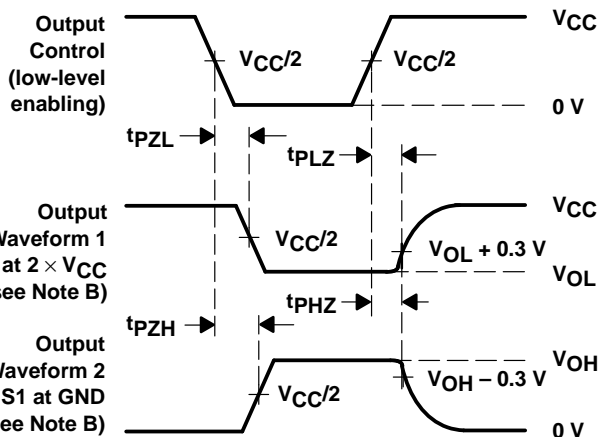 Output
Control
(low-level
enabling)
VCC
VCC/2
VCC/2
0 V
tPZL
tPLZ
Output
Waveform 1
at 2 × VCC
see Note B)
VCC
VCC/2
VOL + 0.3 V
VOL
tPZH
tPHZ
Output
Waveform 2
S1 at GND
see Note B)
VOH
VCC/2
VOH − 0.3 V
0 V